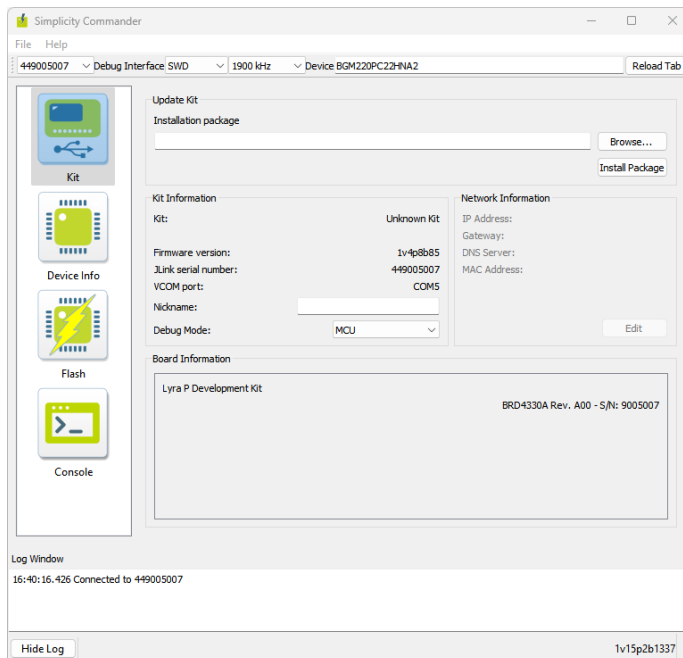 Simplicity Commander
File Help
449005007 Debug Interface SWD 1900 kHz Device BGM220PC22HNA2 Reload Tab
Kit
Device Info
Flash
Console
Update Kit
Installation package
Browse...
Install Package
Kit Information
Kit: Unknown Kit
Firmware version: 1v4p8b85
JLink serial number: 449005007
VCOM port: COM5
Nickname:
Debug Mode: MCU
Network Information
IP Address:
Gateway:
DNS Server:
MAC Address:
Edit
Board Information
Lyra P Development Kit
BRD4330A Rev. A00 - S/N: 9005007
Log Window
16:40:16.426 Connected to 449005007
Hide Log 1v15p2b1337